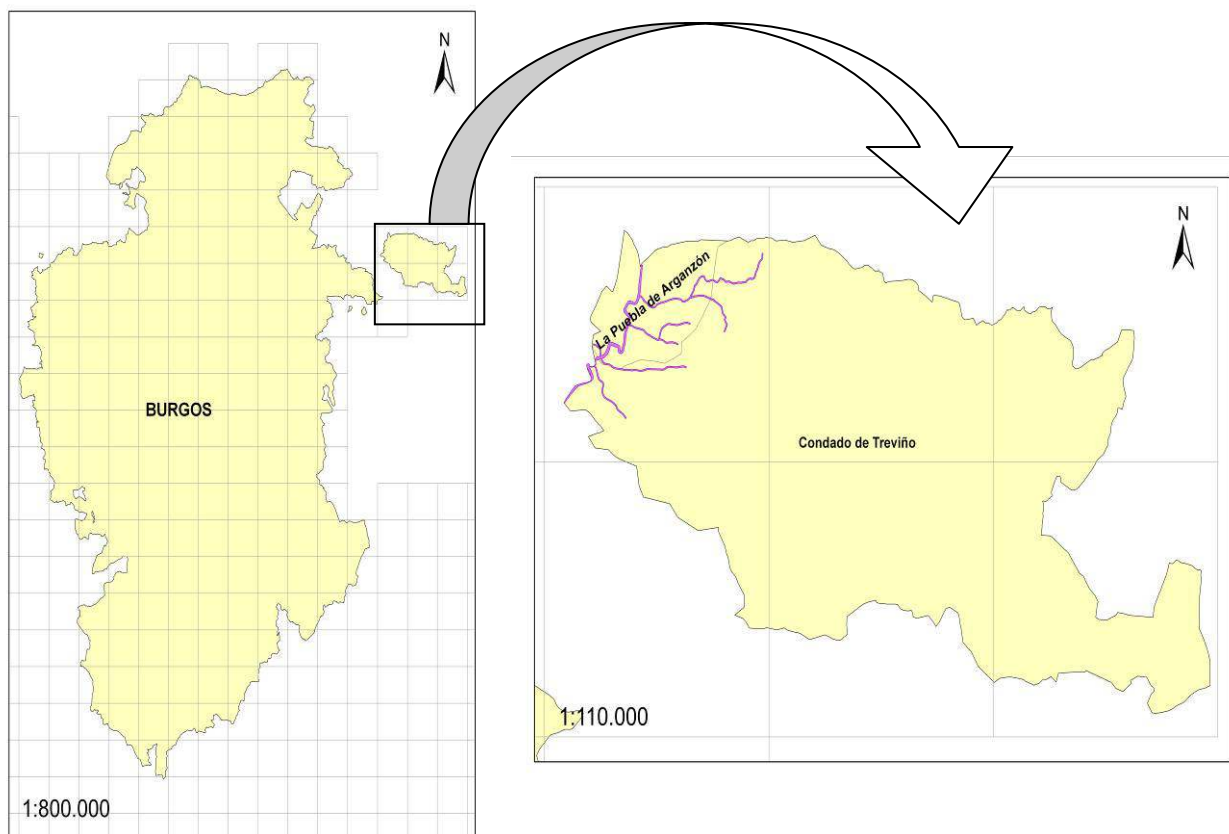 N
BURGOS
1:800.000
N
La Puebla de Arganzón
Condado de Treviño
1:110.000